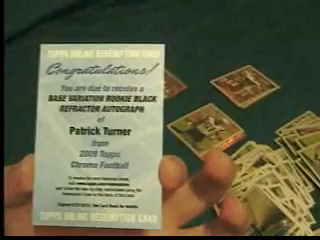 TOPPS ONLINE REDEMPTION CARD
Congratulations!
You are due to receive a
BASE VARIATION ROOKIE BLACK
REFRACTOR AUTOGRAPH
of
Patrick Turner
from
2009 Topps
Chrome Football
TOPPS ONLINE REDEMPTION CARD